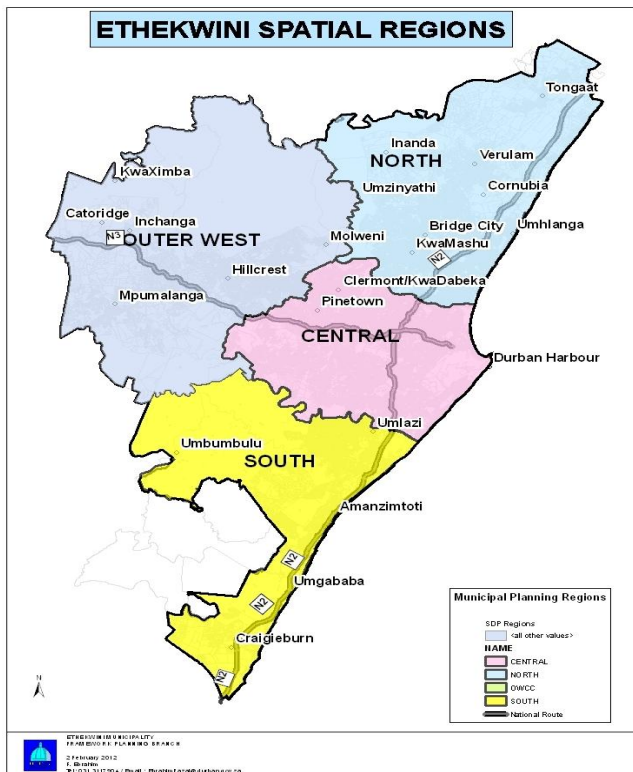 ETHEKWINI SPATIAL REGIONS
Tongaat
Inanda
NORTH
Verulam
KwaXimba
Umzinyathi
Cornubia
Catoridge
Inchanga
Umhlanga
Bridge City
N3
OUTER WEST
Molweni
KwaMashu
N2
Hillcrest
Clermont/KwaDabeka
Mpumalanga
Pinetown
CENTRAL
Durban Harbour
Umlazi
Umbumbulu
SOUTH
Amanzimtoti
N2
Umgababa
N2
Craigieburn
N2
Municipal Planning Regions
SDP Regions
<all other values>
NAME
CENTRAL
NORTH
OWCC
SOUTH
National Route
N
ETHEKWINI MUNICIPALITY
FRAMEWORK PLANNING BRANCH
2 February 2012
F. Ebrahim